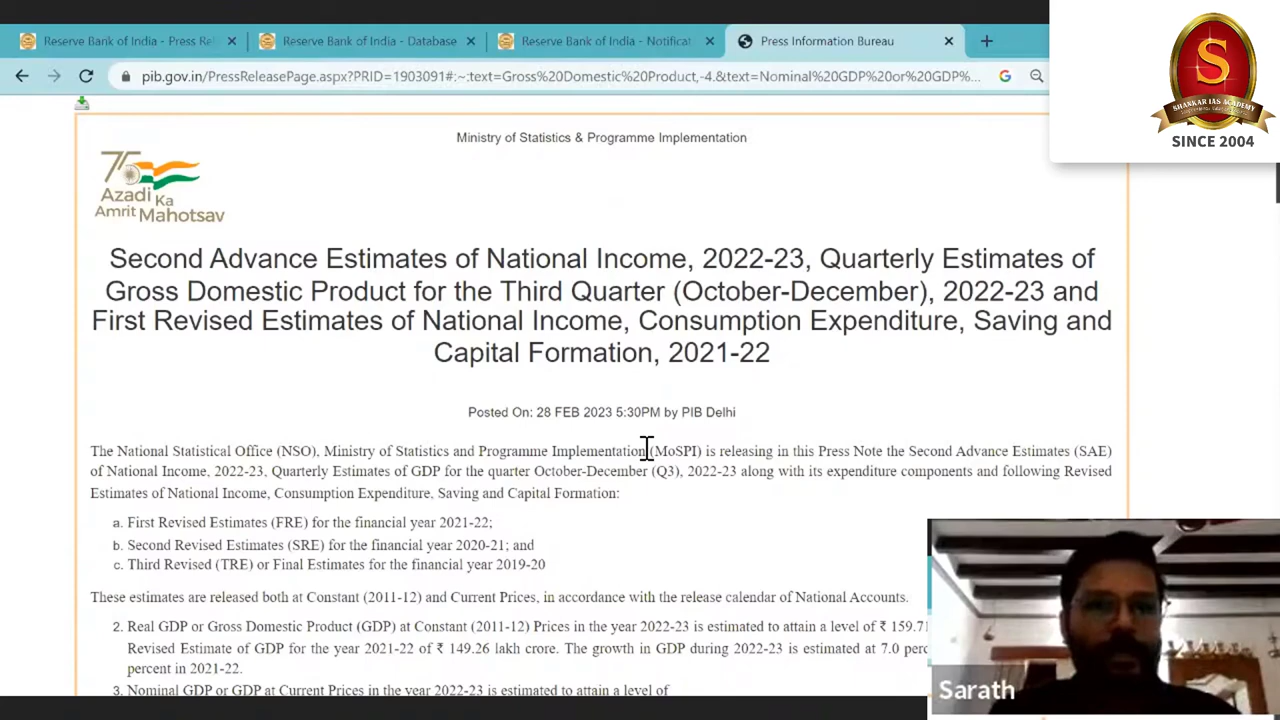 Reserve Bank of India - Press Re
Reserve Bank of India - Database
Reserve Bank of India - Notificat
Press Information Bureau
pib.gov.in/PressReleasePage.aspx?PRID=1903091#:~:text=Gross%20Domestic%20Product,-4.&text=Nominal%20GDP%20or%20GDP%...
S
SHANKAR IAS ACADEMY
SINCE 2004
Ministry of Statistics & Programme Implementation
75
Azadi Ka
Amrit Mahotsav
Second Advance Estimates of National Income, 2022-23, Quarterly Estimates of
Gross Domestic Product for the Third Quarter (October-December), 2022-23 and
First Revised Estimates of National Income, Consumption Expenditure, Saving and
Capital Formation, 2021-22
Posted On: 28 FEB 2023 5:30PM by PIB Delhi
The National Statistical Office (NSO), Ministry of Statistics and Programme Implementation (MoSPI) is releasing in this Press Note the Second Advance Estimates (SAE)
of National Income, 2022-23, Quarterly Estimates of GDP for the quarter October-December (Q3), 2022-23 along with its expenditure components and following Revised
Estimates of National Income, Consumption Expenditure, Saving and Capital Formation:
a. First Revised Estimates (FRE) for the financial year 2021-22;
b. Second Revised Estimates (SRE) for the financial year 2020-21; and
c. Third Revised (TRE) or Final Estimates for the financial year 2019-20
These estimates are released both at Constant (2011-12) and Current Prices, in accordance with the release calendar of National Accounts.
2. Real GDP or Gross Domestic Product (GDP) at Constant (2011-12) Prices in the year 2022-23 is estimated to attain a level of ₹ 159.71
Revised Estimate of GDP for the year 2021-22 of ₹ 149.26 lakh crore. The growth in GDP during 2022-23 is estimated at 7.0 perc
percent in 2021-22.
3. Nominal GDP or GDP at Current Prices in the year 2022-23 is estimated to attain a level of
Sarath